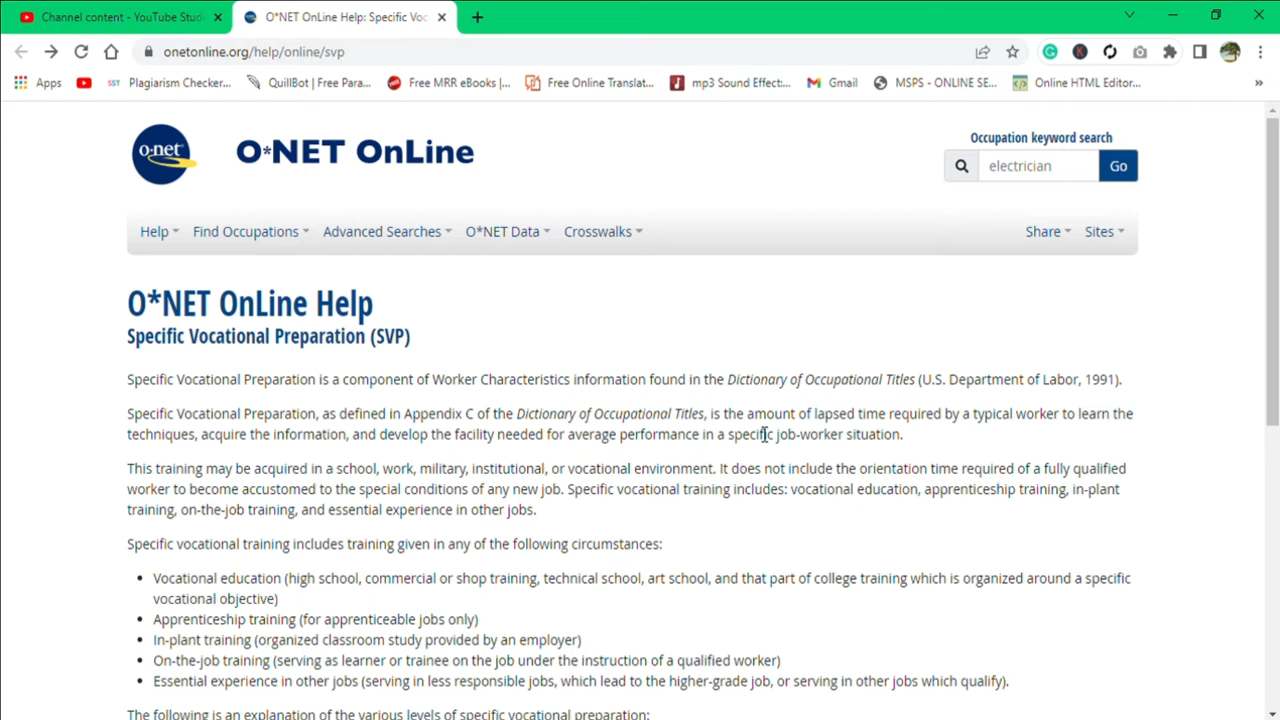 Channel content - YouTube Stud
O*NET OnLine Help: Specific Voc
onetonline.org/help/online/svp
Apps
SST
Plagiarism Checker...
QuillBot | Free Para...
Free MRR eBooks |...
Free Online Translat...
mp3 Sound Effect:...
Gmail
MSPS - ONLINE SE...
Online HTML Editor...
»
o·net
O*NET OnLine
Occupation keyword search
electrician
Go
Help
Find Occupations
Advanced Searches
O*NET Data
Crosswalks
Share
Sites
O*NET OnLine Help
Specific Vocational Preparation (SVP)
Specific Vocational Preparation is a component of Worker Characteristics information found in the Dictionary of Occupational Titles (U.S. Department of Labor, 1991).
Specific Vocational Preparation, as defined in Appendix C of the Dictionary of Occupational Titles, is the amount of lapsed time required by a typical worker to learn the
techniques, acquire the information, and develop the facility needed for average performance in a specific job-worker situation.
This training may be acquired in a school, work, military, institutional, or vocational environment. It does not include the orientation time required of a fully qualified
worker to become accustomed to the special conditions of any new job. Specific vocational training includes: vocational education, apprenticeship training, in-plant
training, on-the-job training, and essential experience in other jobs.
Specific vocational training includes training given in any of the following circumstances:
• Vocational education (high school, commercial or shop training, technical school, art school, and that part of college training which is organized around a specific
vocational objective)
• Apprenticeship training (for apprenticeable jobs only)
• In-plant training (organized classroom study provided by an employer)
• On-the-job training (serving as learner or trainee on the job under the instruction of a qualified worker)
• Essential experience in other jobs (serving in less responsible jobs, which lead to the higher-grade job, or serving in other jobs which qualify).
The following is an explanation of the various levels of specific vocational preparation: